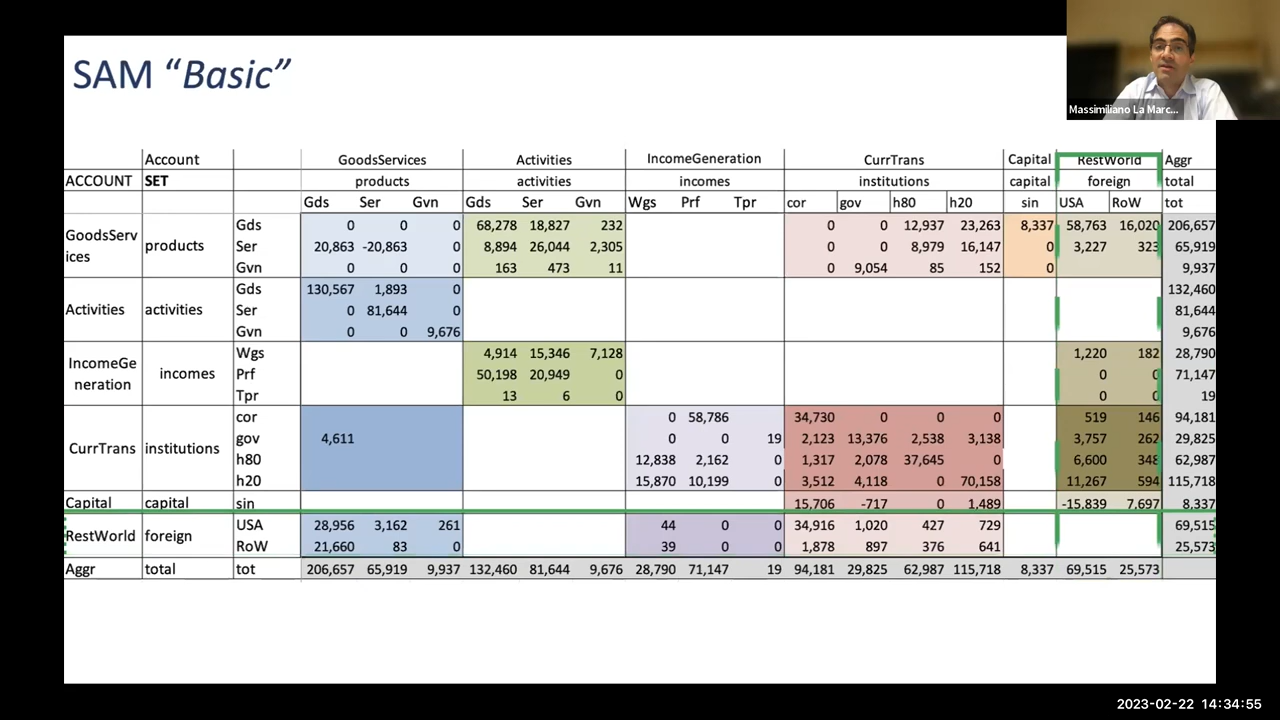 SAM “Basic”
Massimiliano La Marc...
Account GoodsServices Activities IncomeGeneration CurrTrans Capital RestWorld Aggr
ACCOUNT SET products activities incomes institutions capital foreign total
Gds Ser Gvn Gds Ser Gvn Wgs Prf Tpr cor gov h80 h20 sin USA RoW tot
GoodsServices products Gds 0 0 0 68,278 18,827 232 0 0 12,937 23,263 8,337 58,763 16,020 206,657
Ser 20,863 -20,863 0 8,894 26,044 2,305 0 0 8,979 16,147 0 3,227 323 65,919
Gvn 0 0 0 163 473 11 0 9,054 85 152 0 9,937
Activities activities Gds 130,567 1,893 0 132,460
Ser 0 81,644 0 81,644
Gvn 0 0 9,676 9,676
IncomeGeneration incomes Wgs 4,914 15,346 7,128 1,220 182 28,790
Prf 50,198 20,949 0 0 0 71,147
Tpr 13 6 0 0 0 19
CurrTrans institutions cor 0 58,786 34,730 0 0 0 519 146 94,181
gov 4,611 0 0 19 2,123 13,376 2,538 3,138 3,757 262 29,825
h80 12,838 2,162 0 1,317 2,078 37,645 0 6,600 348 62,987
h20 15,870 10,199 0 3,512 4,118 0 70,158 11,267 594 115,718
Capital capital sin 15,706 -717 0 1,489 -15,839 7,697 8,337
RestWorld foreign USA 28,956 3,162 261 44 0 0 34,916 1,020 427 729 69,515
RoW 21,660 83 0 39 0 0 1,878 897 376 641 25,573
Aggr total tot 206,657 65,919 9,937 132,460 81,644 9,676 28,790 71,147 19 94,181 29,825 62,987 115,718 8,337 69,515 25,573
2023-02-22 14:34:55